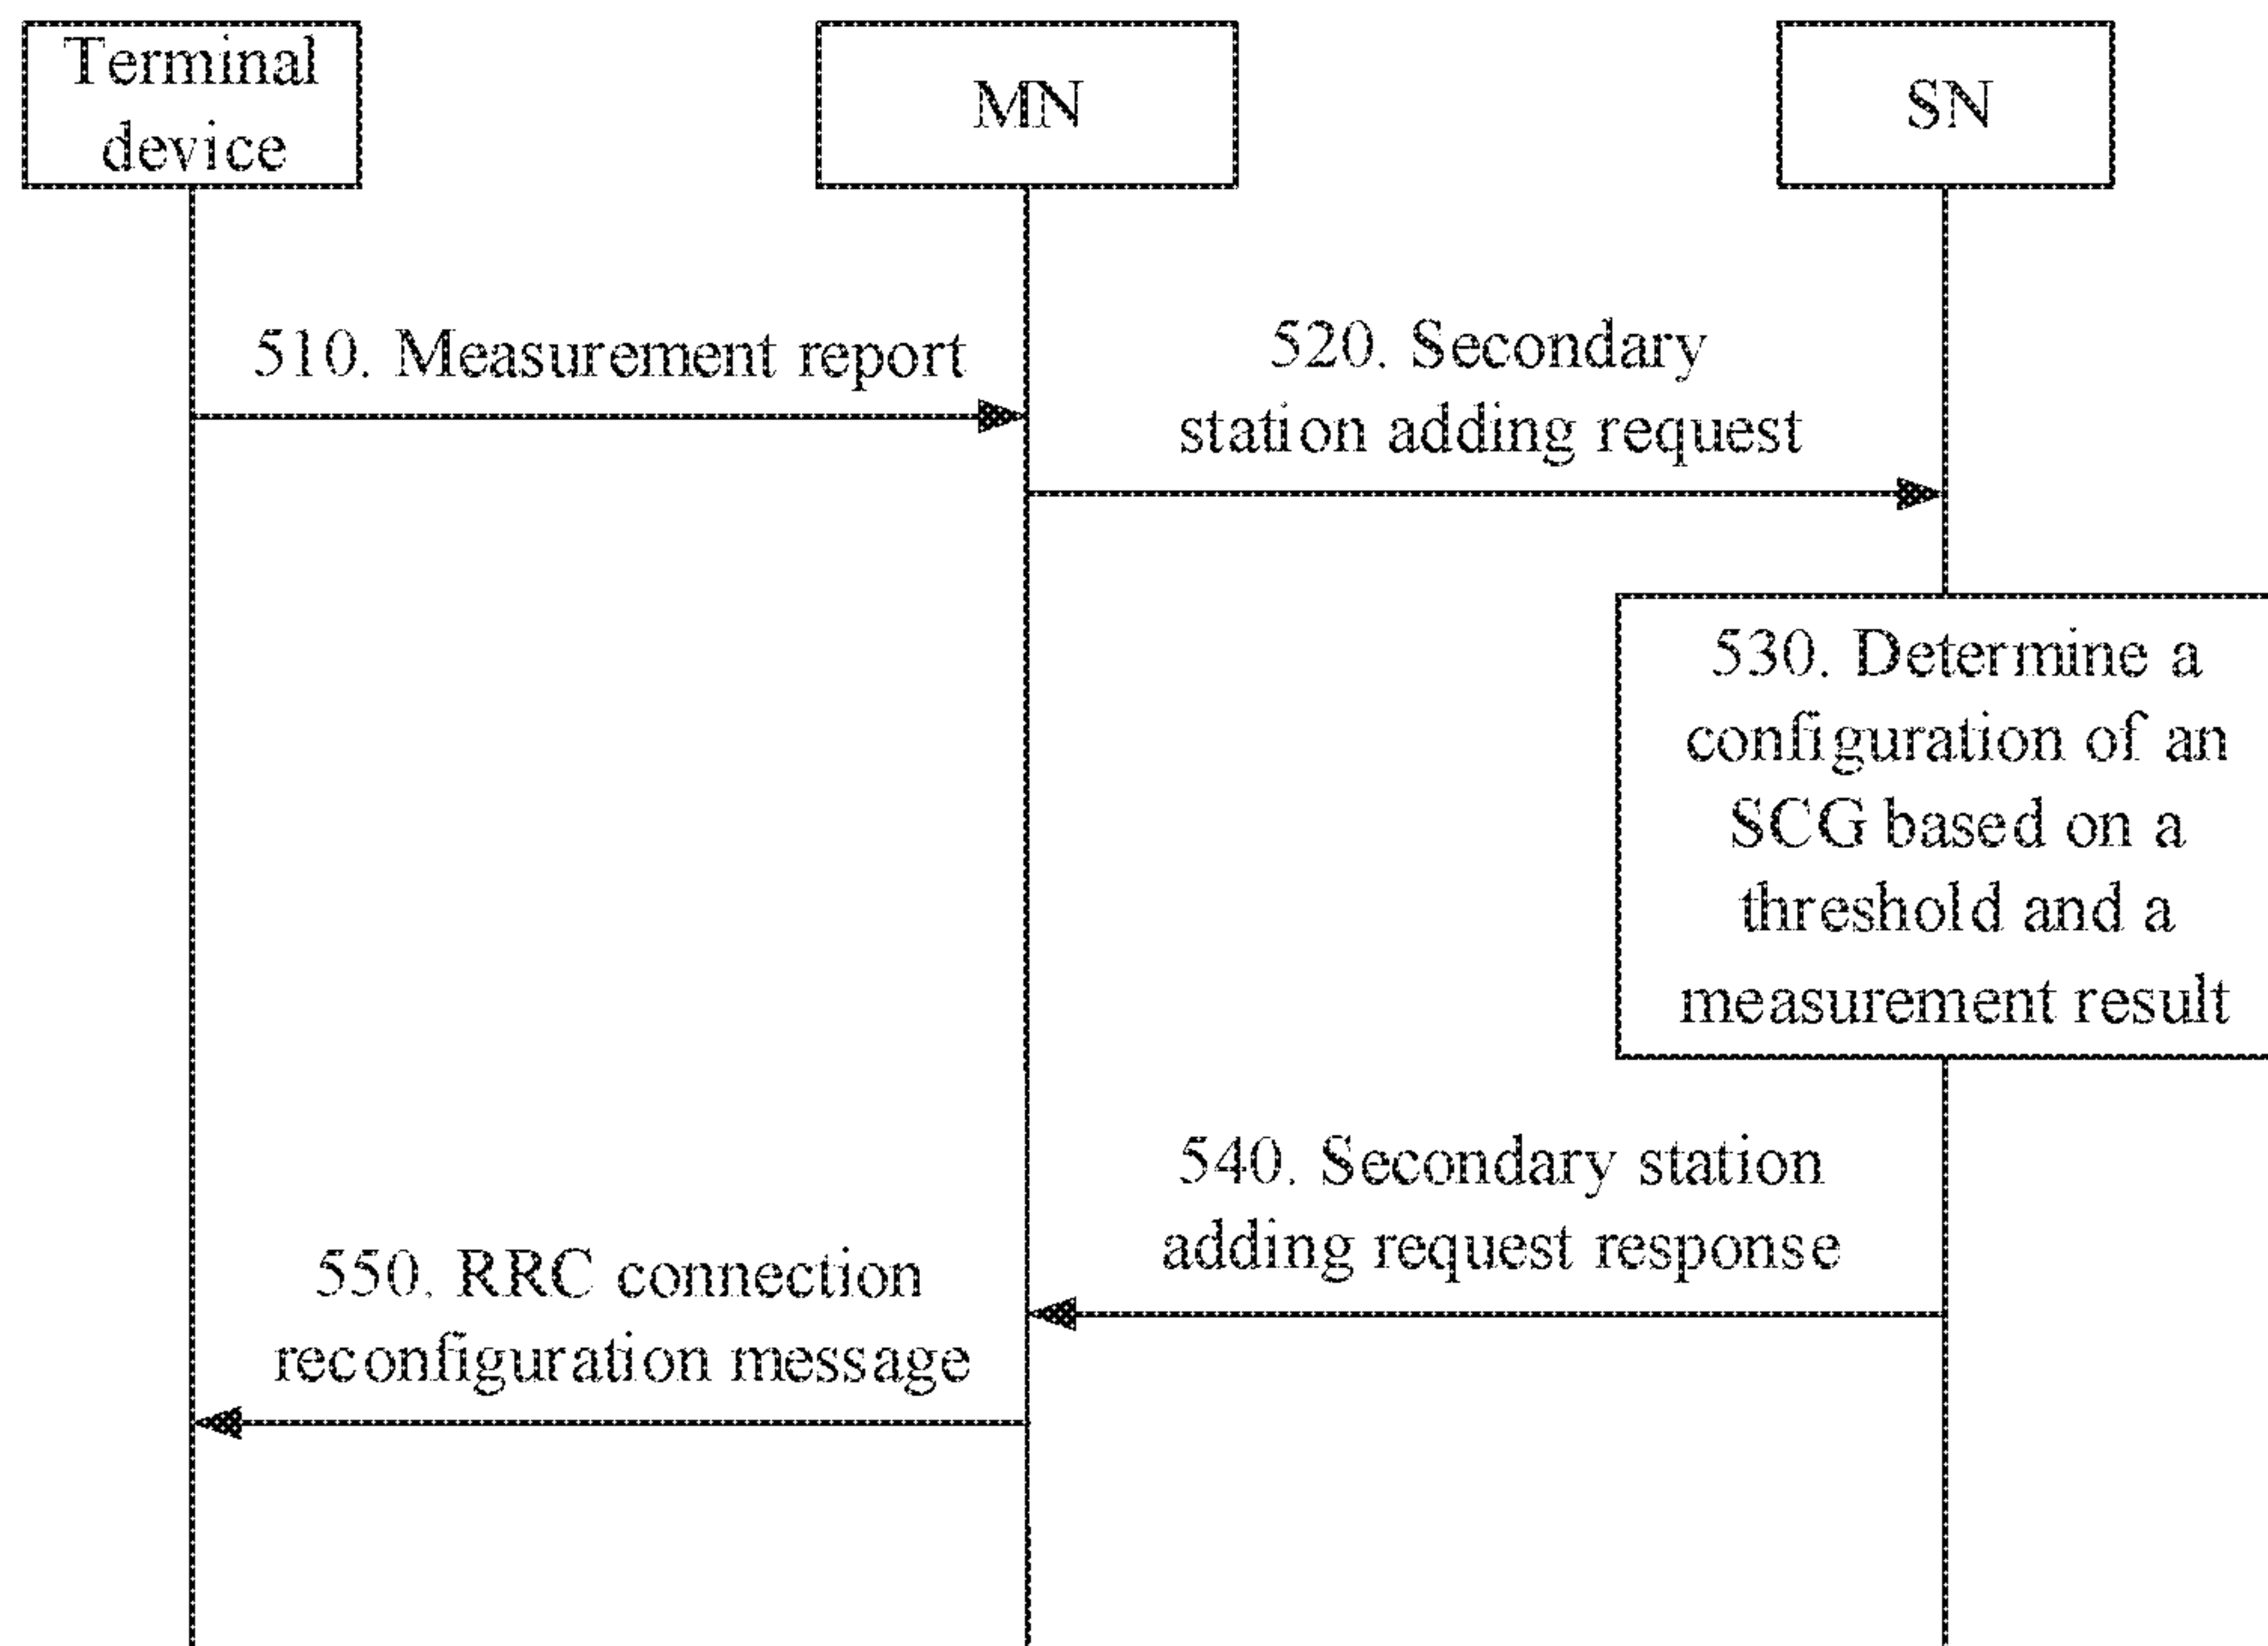 Terminal
device
MN
SN
510. Measurement report
520. Secondary
station adding request
530. Determine a
configuration of an
SCG based on a
threshold and a
measurement result
540. Secondary station
adding request response
550. RRC connection
reconfiguration message